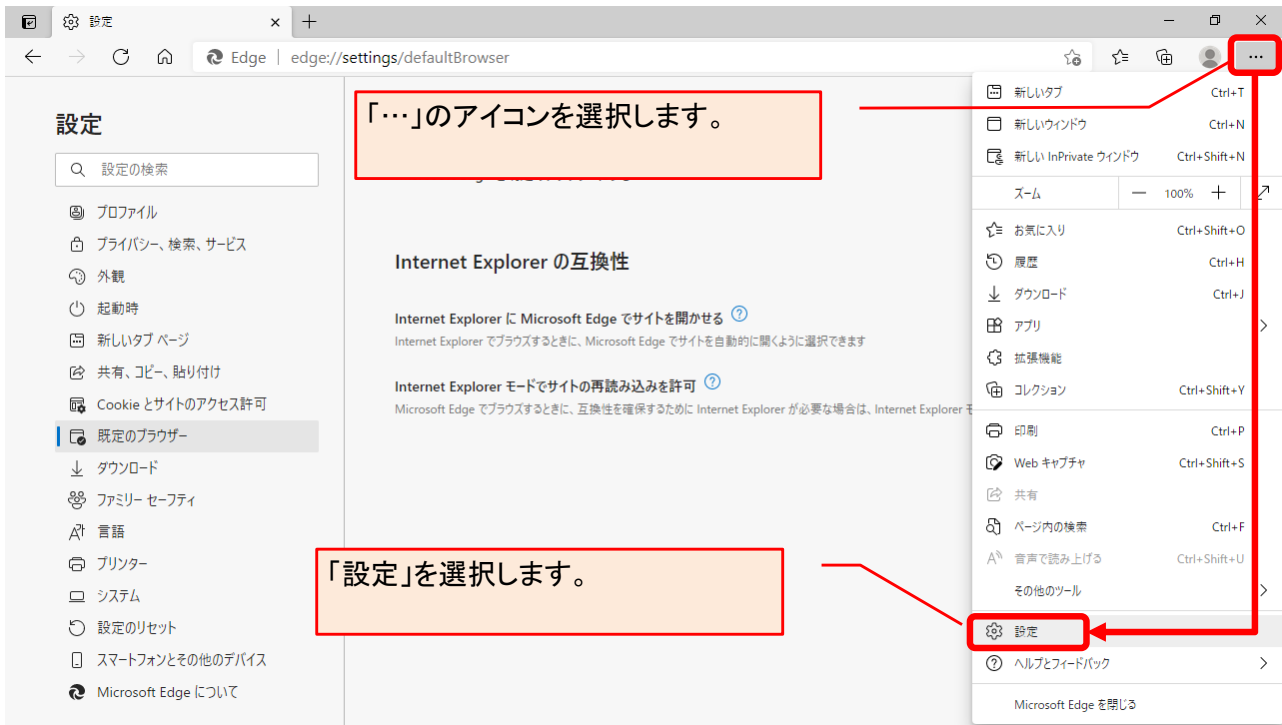 設定
Edge | edge://settings/defaultBrowser
「…」のアイコンを選択します。
設定
設定の検索
プロファイル
プライバシー、検索、サービス
外観
起動時
新しいタブ ページ
共有、コピー、貼り付け
Cookie とサイトのアクセス許可
既定のブラウザー
ダウンロード
ファミリー セーフティ
言語
プリンター
システム
設定のリセット
スマートフォンとその他のデバイス
Microsoft Edge について
Internet Explorer の互換性
Internet Explorer に Microsoft Edge でサイトを開かせる
Internet Explorer でブラウズするときに、Microsoft Edge でサイトを自動的に開くように選択できます
Internet Explorer モードでサイトの再読み込みを許可
Microsoft Edge でブラウズするときに、互換性を確保するために Internet Explorer が必要な場合は、Internet Explorer モ
「設定」を選択します。
新しいタブ Ctrl+T
新しいウィンドウ Ctrl+N
新しい InPrivate ウィンドウ Ctrl+Shift+N
ズーム — 100% +
お気に入り Ctrl+Shift+O
履歴 Ctrl+H
ダウンロード Ctrl+J
アプリ
拡張機能
コレクション Ctrl+Shift+Y
印刷 Ctrl+P
Web キャプチャ Ctrl+Shift+S
共有
ページ内の検索 Ctrl+F
音声で読み上げる Ctrl+Shift+U
その他のツール
設定
ヘルプとフィードバック
Microsoft Edge を閉じる